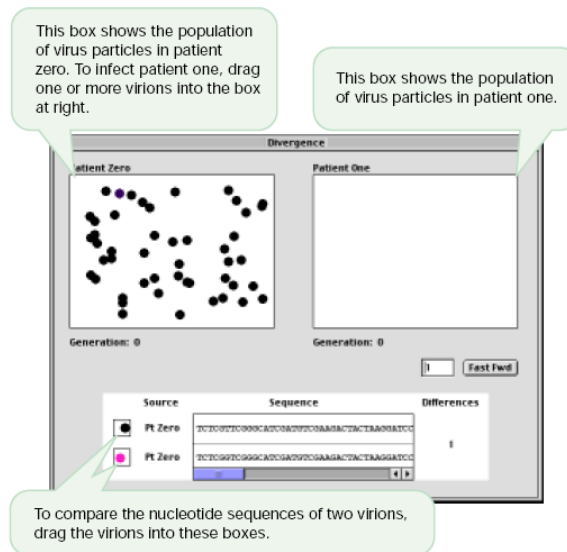 This box shows the population
of virus particles in patient
zero. To infect patient one, drag
one or more virions into the box
at right.
This box shows the population
of virus particles in patient one.
Divergence
Patient Zero
Patient One
Generation: 0
Generation: 0
1
Fast Fwd
Source
Sequence
Differences
Pt Zero
TCTCGTTCGGGCATCGATGTCGAAGACTACTAAGGATCC
1
Pt Zero
TCTCGGTCGGGCATCGATGTCGAAGACTACTAAGGATCC
To compare the nucleotide sequences of two virions,
drag the virions into these boxes.